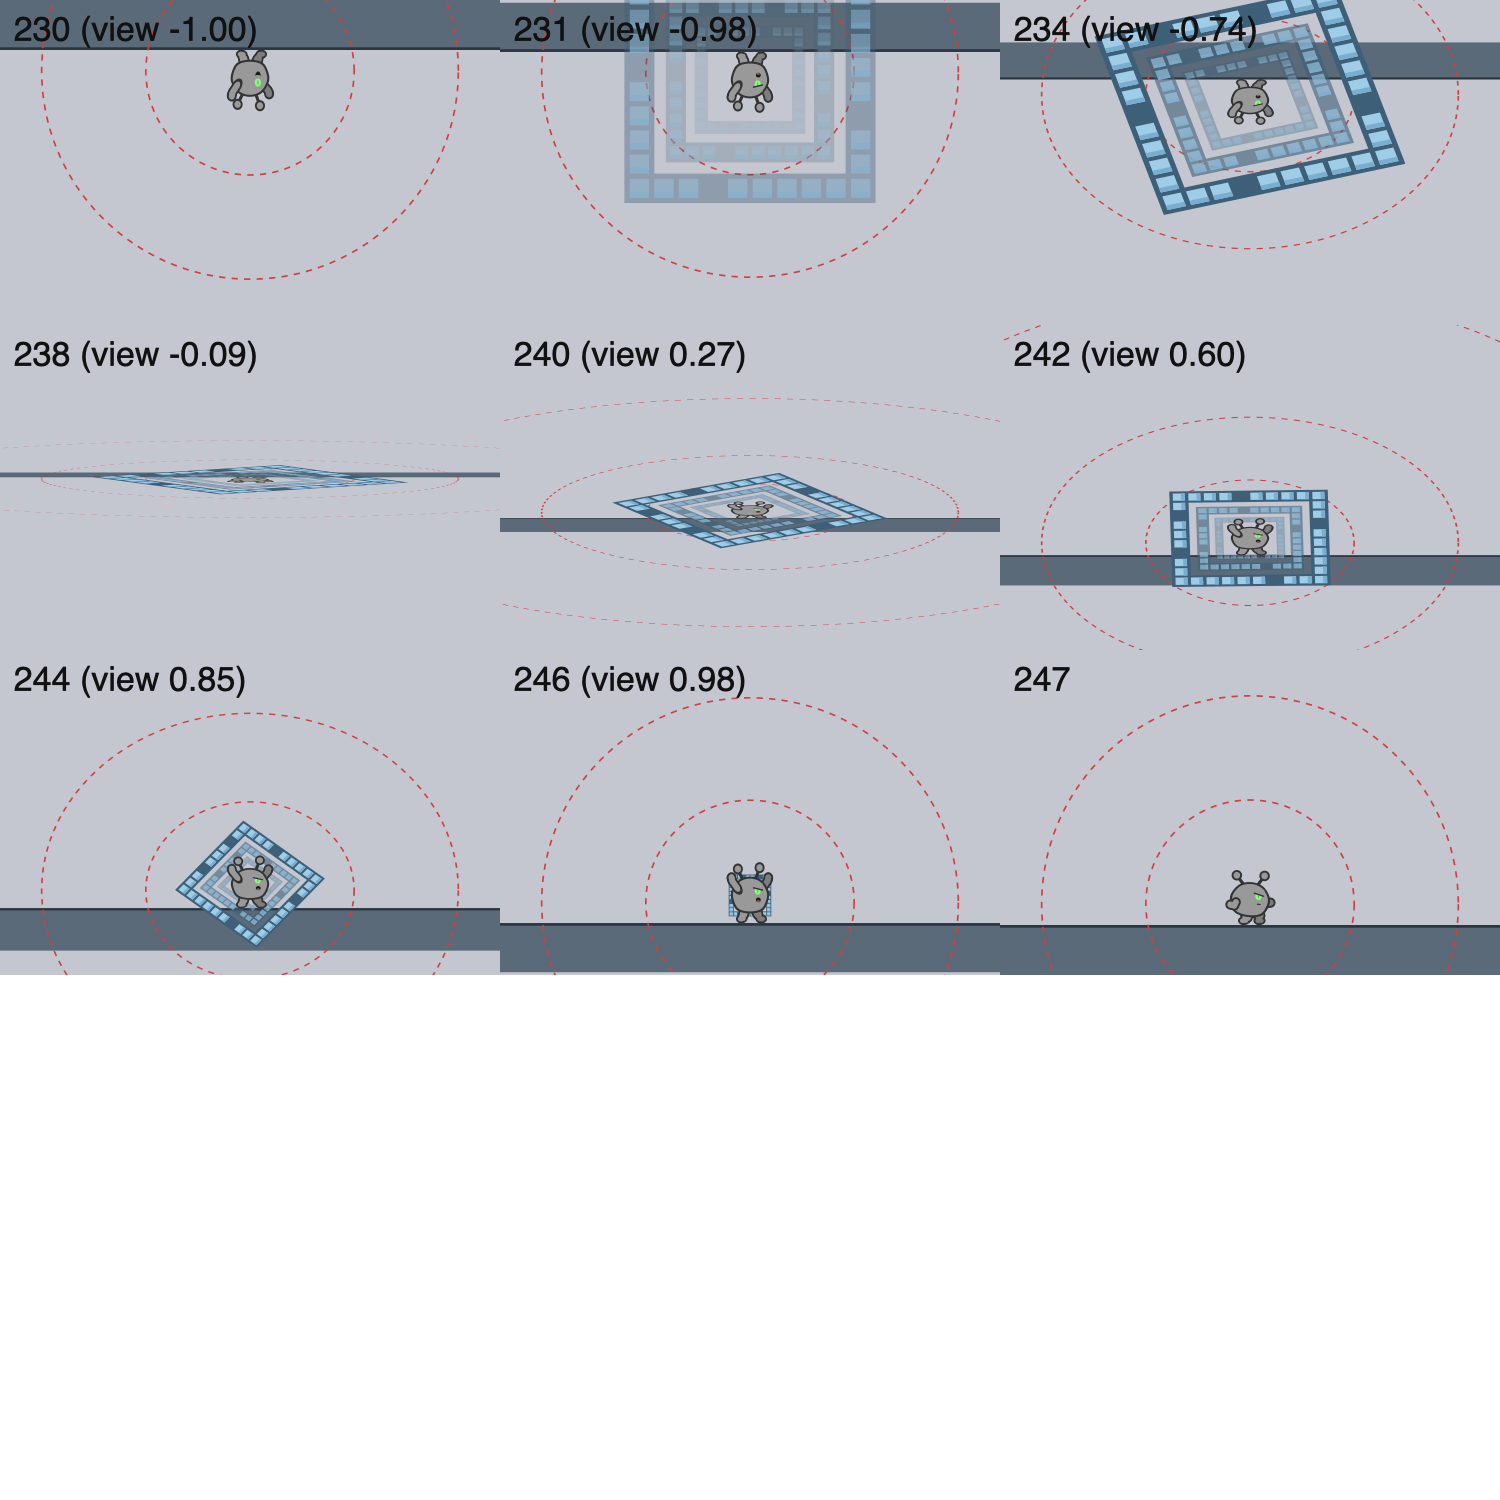 230 (view -1.00)
231 (view -0.98)
234 (view -0.74)
238 (view -0.09)
240 (view 0.27)
242 (view 0.60)
244 (view 0.85)
246 (view 0.98)
247